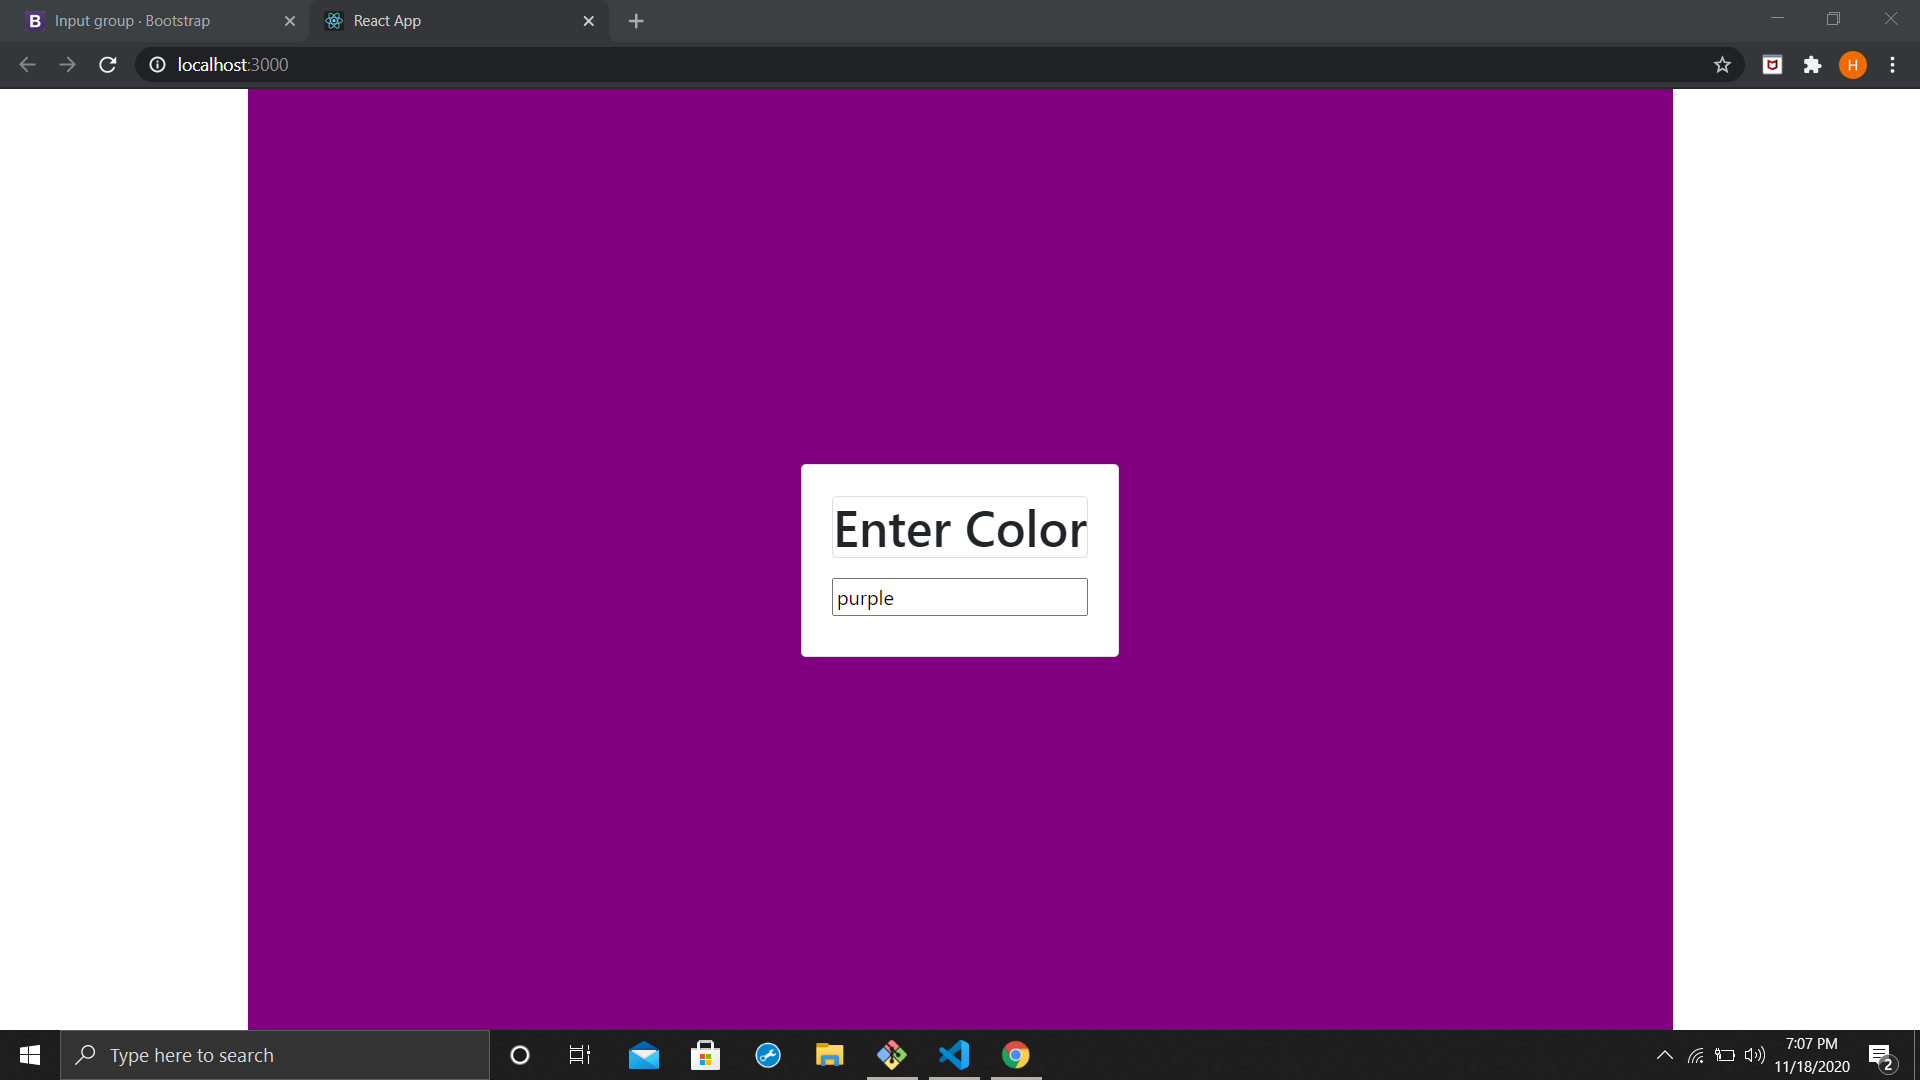 B Input group · Bootstrap
React App
localhost:3000
H
Enter Color
purple
Type here to search
7:07 PM
11/18/2020
2